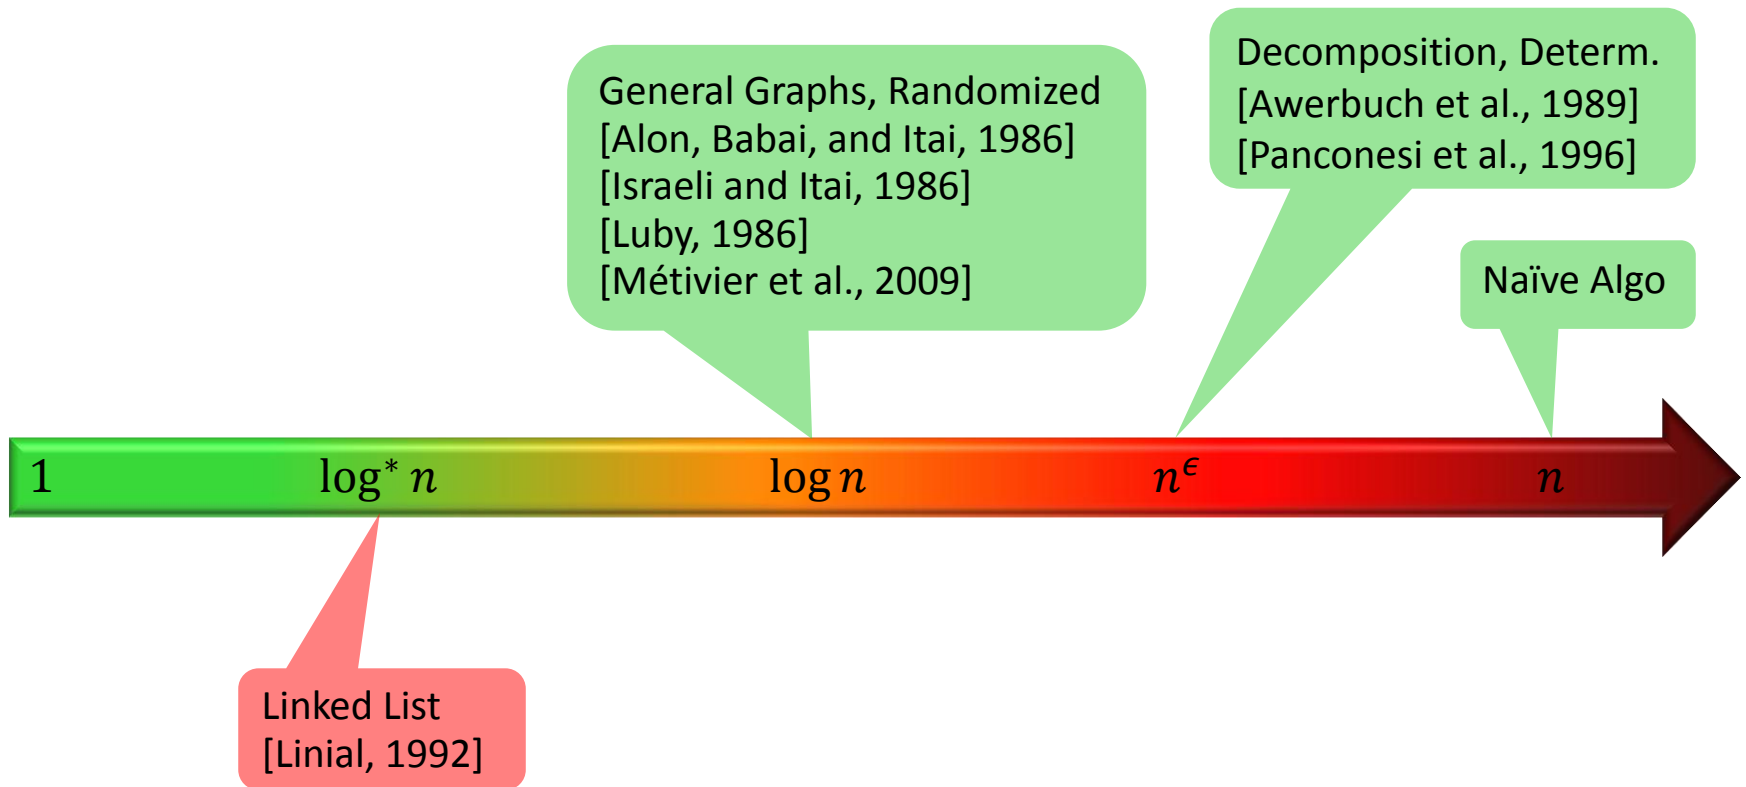 General Graphs, Randomized
[Alon, Babai, and Itai, 1986]
[Israeli and Itai, 1986]
[Luby, 1986]
[Métivier et al., 2009]
Decomposition, Determ.
[Awerbuch et al., 1989]
[Panconesi et al., 1996]
Naïve Algo
1
log* n
log n
n^ϵ
n
Linked List
[Linial, 1992]